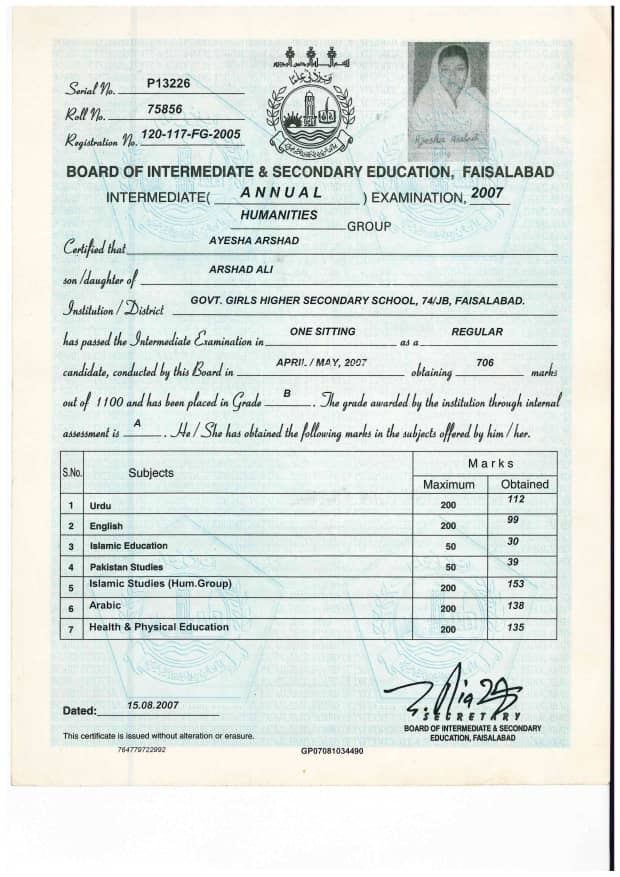 Serial No. P13226
Roll No. 75856
Registration No. 120-117-FG-2005
Ayesha Arshad
BOARD OF INTERMEDIATE & SECONDARY EDUCATION, FAISALABAD
INTERMEDIATE( ANNUAL ) EXAMINATION, 2007
HUMANITIES GROUP
Certified that AYESHA ARSHAD
son/daughter of ARSHAD ALI
Institution/District GOVT. GIRLS HIGHER SECONDARY SCHOOL, 74/JB, FAISALABAD.
has passed the Intermediate Examination in ONE SITTING as a REGULAR
candidate, conducted by this Board in APRIL / MAY, 2007 obtaining 706 marks
out of 1100 and has been placed in Grade B . The grade awarded by the institution through internal
assessment is A . He/She has obtained the following marks in the subjects offered by him/her.
S.No. Subjects Marks
Maximum Obtained
1 Urdu 200 112
2 English 200 99
3 Islamic Education 50 30
4 Pakistan Studies 50 39
5 Islamic Studies (Hum.Group) 200 153
6 Arabic 200 138
7 Health & Physical Education 200 135
Dated: 15.08.2007
SECRETARY
BOARD OF INTERMEDIATE & SECONDARY
EDUCATION, FAISALABAD
This certificate is issued without alteration or erasure.
764779722992
GP07081034490